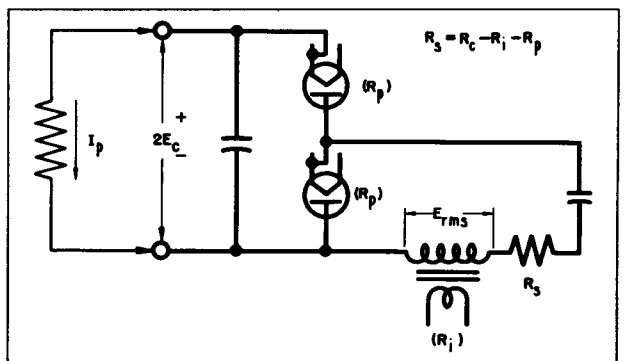 R_s = R_c – R_i – R_p
(R_p)
I_p
+
2E_c
–
(R_p)
E_rms
R_s
(R_i)